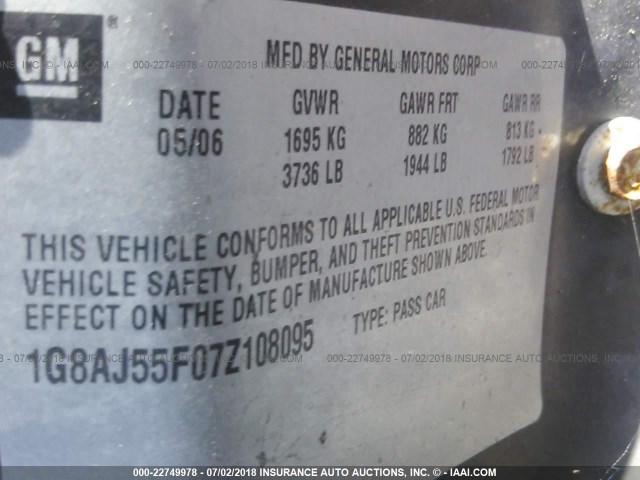 GM
MFD BY GENERAL MOTORS CORP
DATE GVWR GAWR FRT GAWR RR
05/06 1695 KG 882 KG 813 KG
3736 LB 1944 LB 1792 LB
THIS VEHICLE CONFORMS TO ALL APPLICABLE U.S. FEDERAL MOTOR
VEHICLE SAFETY, BUMPER, AND THEFT PREVENTION STANDARDS IN
EFFECT ON THE DATE OF MANUFACTURE SHOWN ABOVE.
1G8AJ55F07Z108095 TYPE: PASS CAR
000-22749978 - 07/02/2018 INSURANCE AUTO AUCTIONS, INC. - © - IAAI.COM